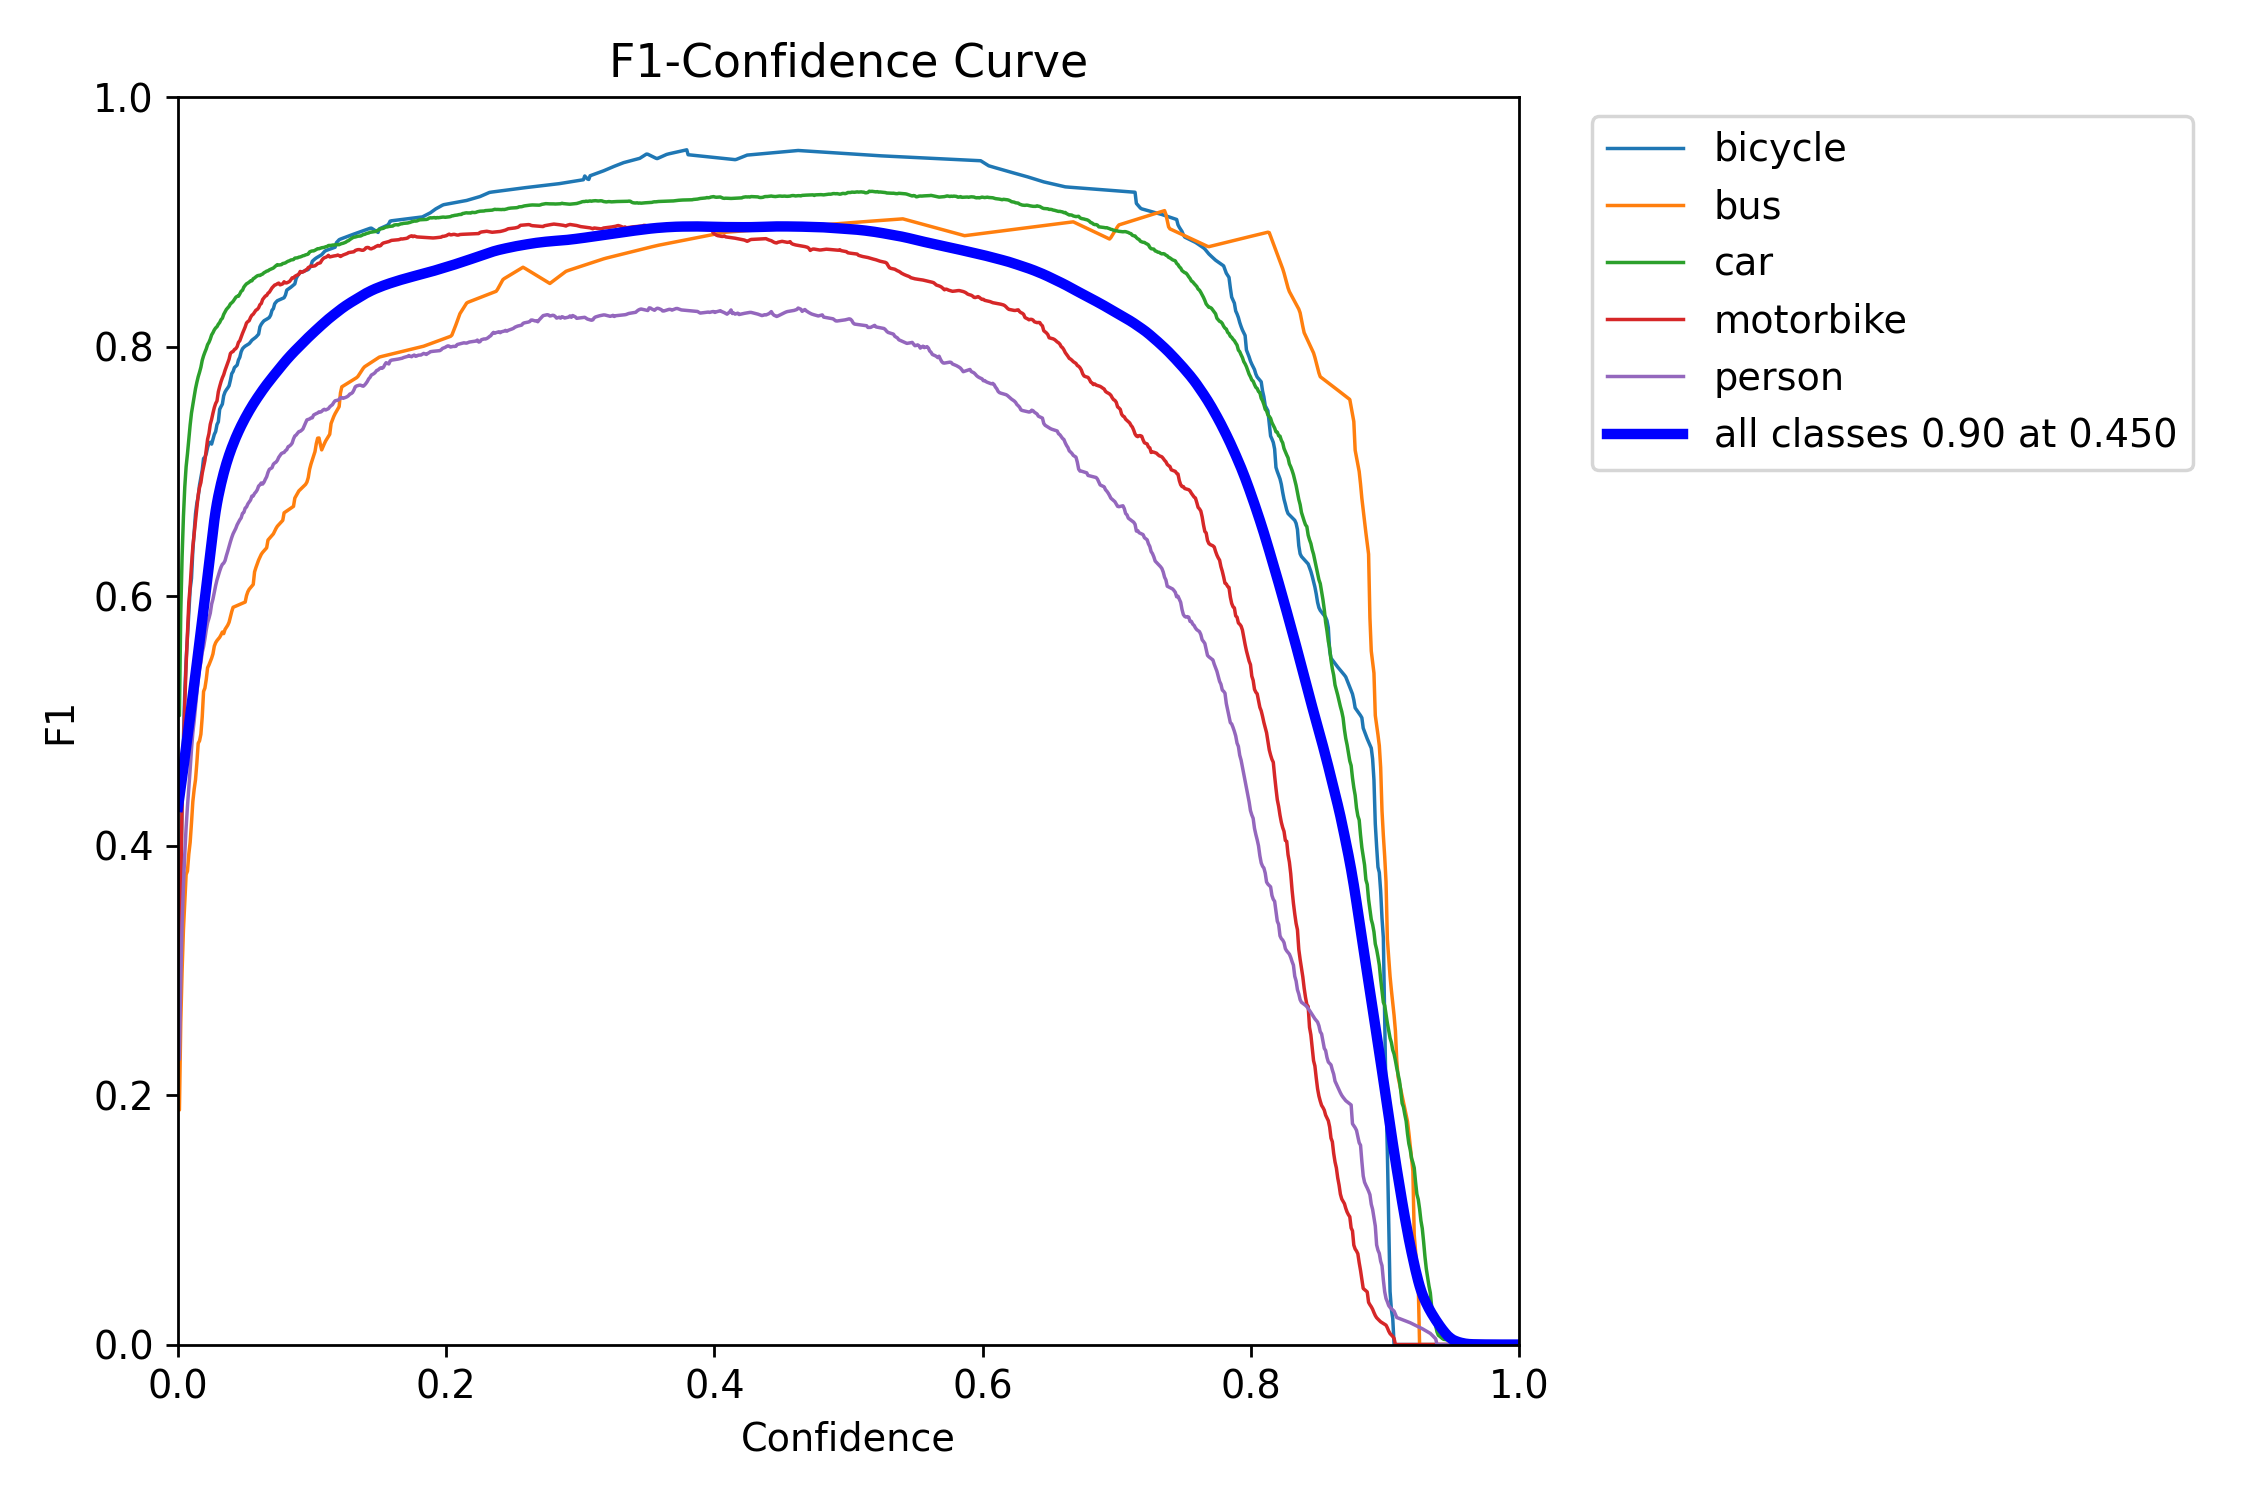 F1-Confidence Curve
1.0
0.8
0.6
0.4
0.2
0.0
F1
0.0 0.2 0.4 0.6 0.8 1.0
Confidence
bicycle
bus
car
motorbike
person
all classes 0.90 at 0.450